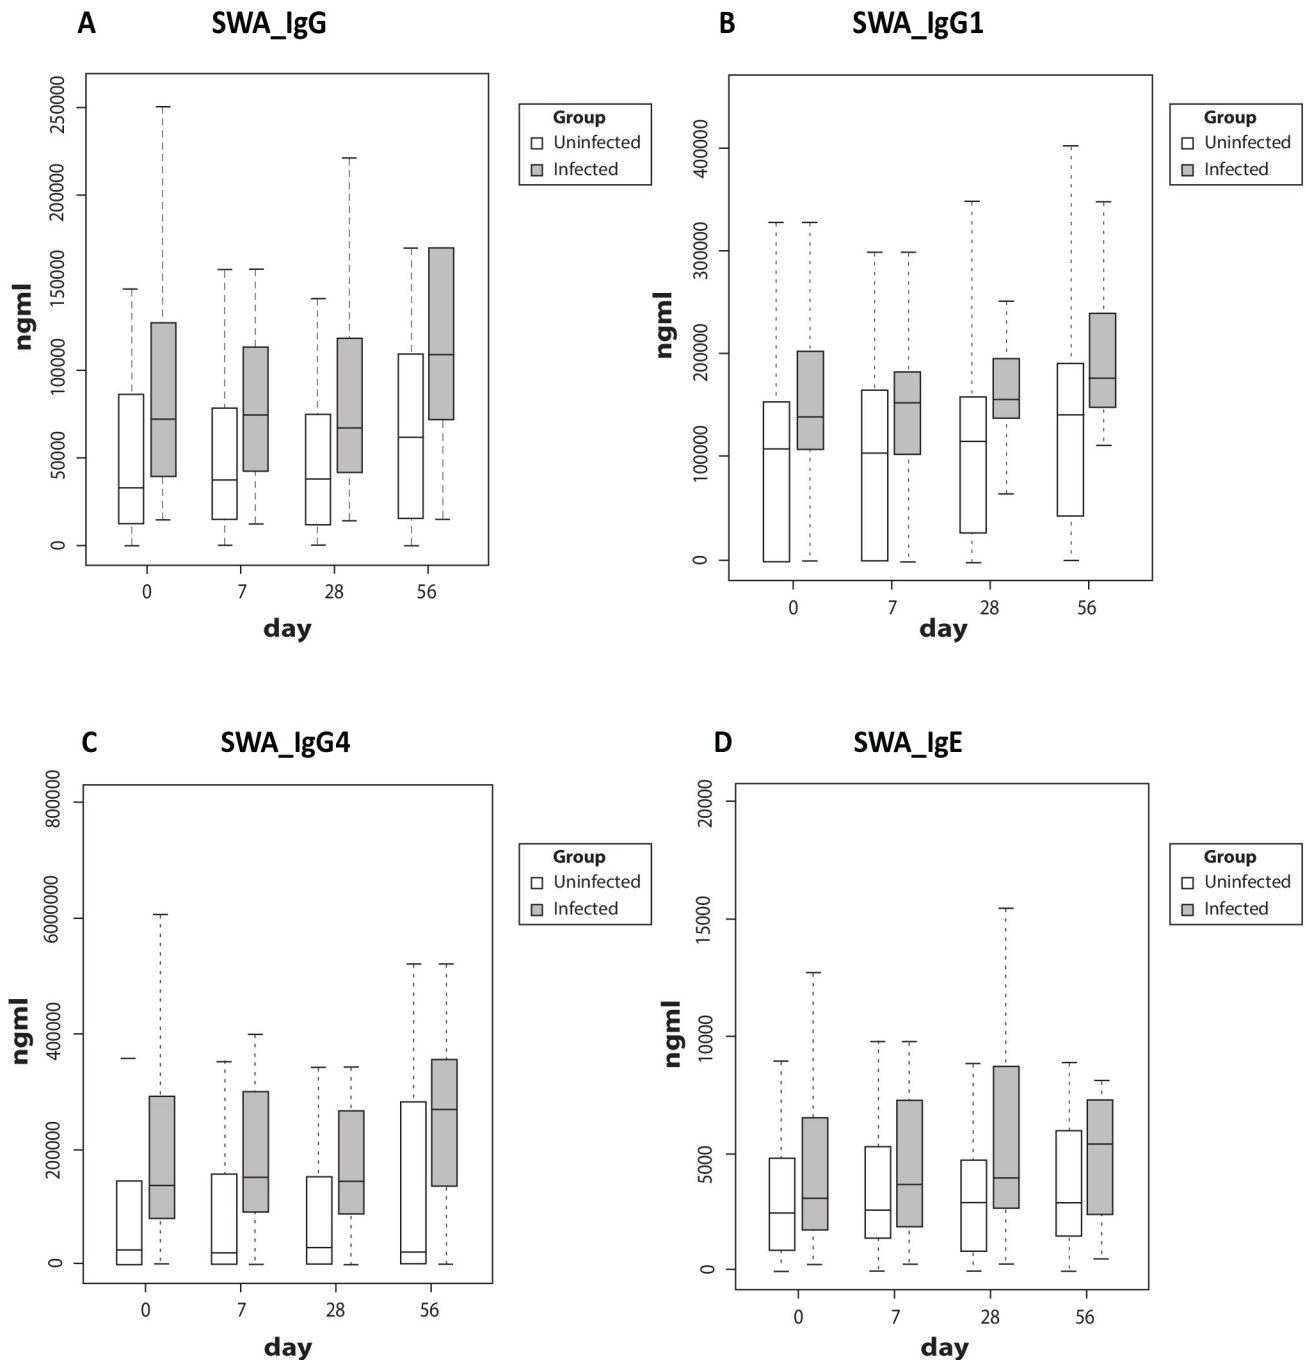 A SWA_IgG
250000
200000
150000
100000
50000
0
ngml
0 7 28 56
day
Group
Uninfected
Infected
B SWA_IgG1
400000
300000
200000
100000
0
ngml
0 7 28 56
day
Group
Uninfected
Infected
C SWA_IgG4
800000
6000000
400000
200000
0
ngml
0 7 28 56
day
Group
Uninfected
Infected
D SWA_IgE
20000
15000
10000
5000
0
ngml
0 7 28 56
day
Group
Uninfected
Infected